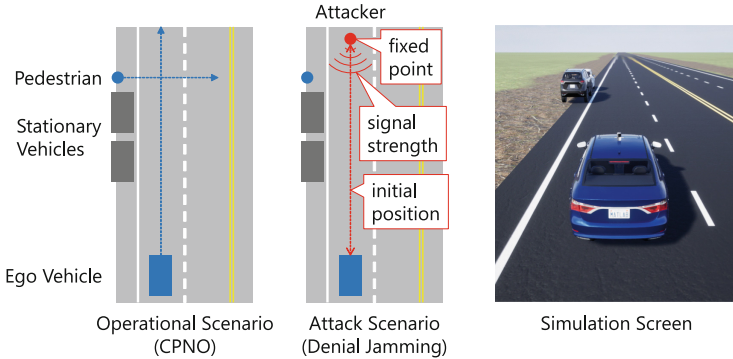 Attacker
fixed
point
Pedestrian
Stationary
Vehicles
signal
strength
initial
position
Ego Vehicle
Operational Scenario
(CPNO)
Attack Scenario
(Denial Jamming)
Simulation Screen